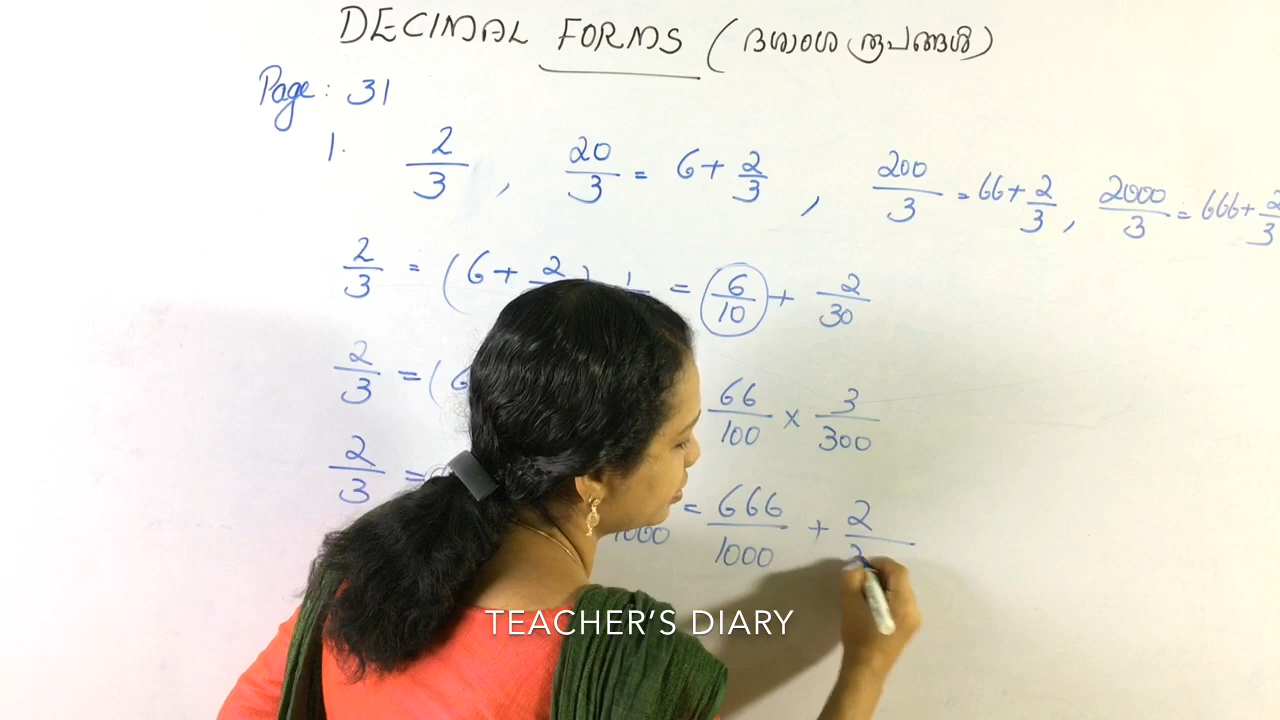 DECIMAL FORMS (ദശാംശ രൂപങ്ങൾ)
Page: 31
1. 2/3 , 20/3 = 6 + 2/3 , 200/3 = 66 + 2/3 , 2000/3 = 666 + 2/3
2/3 = (6 + 2 ) 1 = 6/10 + 2/30
2/3 = (6 66/100 × 3/300
2/3 = 1000 = 666/1000 + 2/
TEACHER'S DIARY